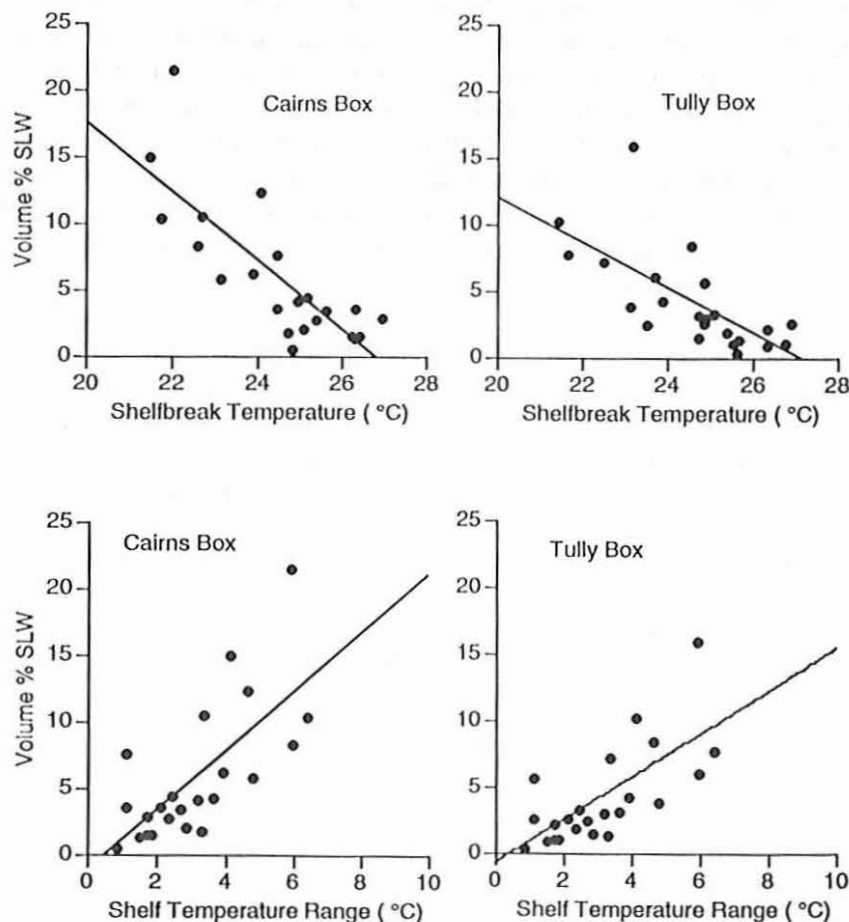 25
20
Cairns Box
15
10
5
0
20 22 24 26 28
Volume % SLW
Shelfbreak Temperature ( °C)
25
20
Tully Box
15
10
5
0
20 22 24 26 28
Shelfbreak Temperature ( °C)
25
Cairns Box
20
15
10
5
0
0 2 4 6 8 10
Volume % SLW
Shelf Temperature Range ( °C)
25
Tully Box
20
15
10
5
0
0 2 4 6 8 10
Shelf Temperature Range ( °C)